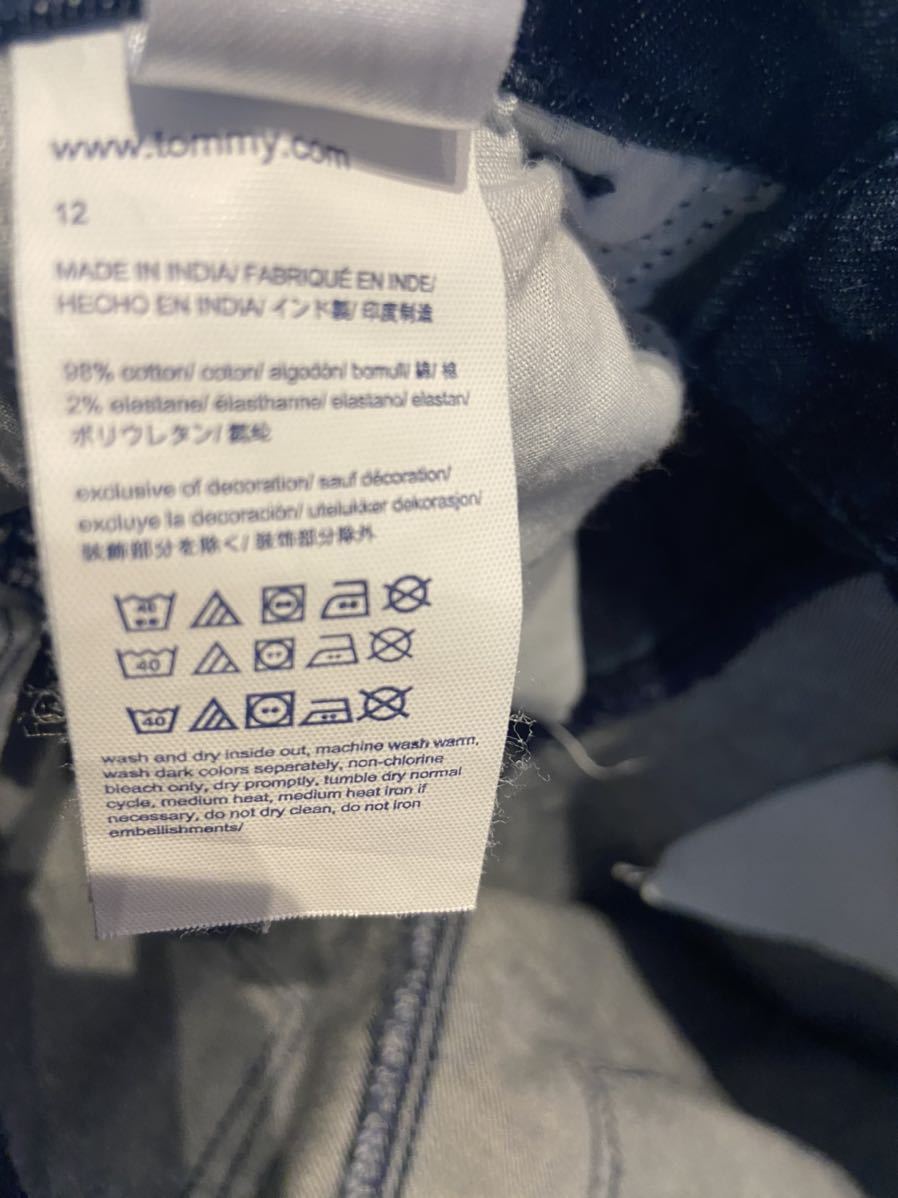 www.tommy.com
12
MADE IN INDIA/ FABRIQUÉ EN INDE/
HECHO EN INDIA/ インド製/ 印度制造
98% cotton/ coton/ algodón/ bomull/ 綿/ 棉
2% elastane/ élasthanne/ elastano/ elastan/
ポリウレタン/ 氨纶
exclusive of decoration/ sauf décoration/
excluye la decoración/ utelukker dekorasjon/
装飾部分を除く/ 装饰部分除外
40
40
40
wash and dry inside out, machine wash warm,
wash dark colors separately, non-chlorine
bleach only, dry promptly, tumble dry normal
cycle, medium heat, medium heat iron if
necessary, do not dry clean, do not iron
embellishments/